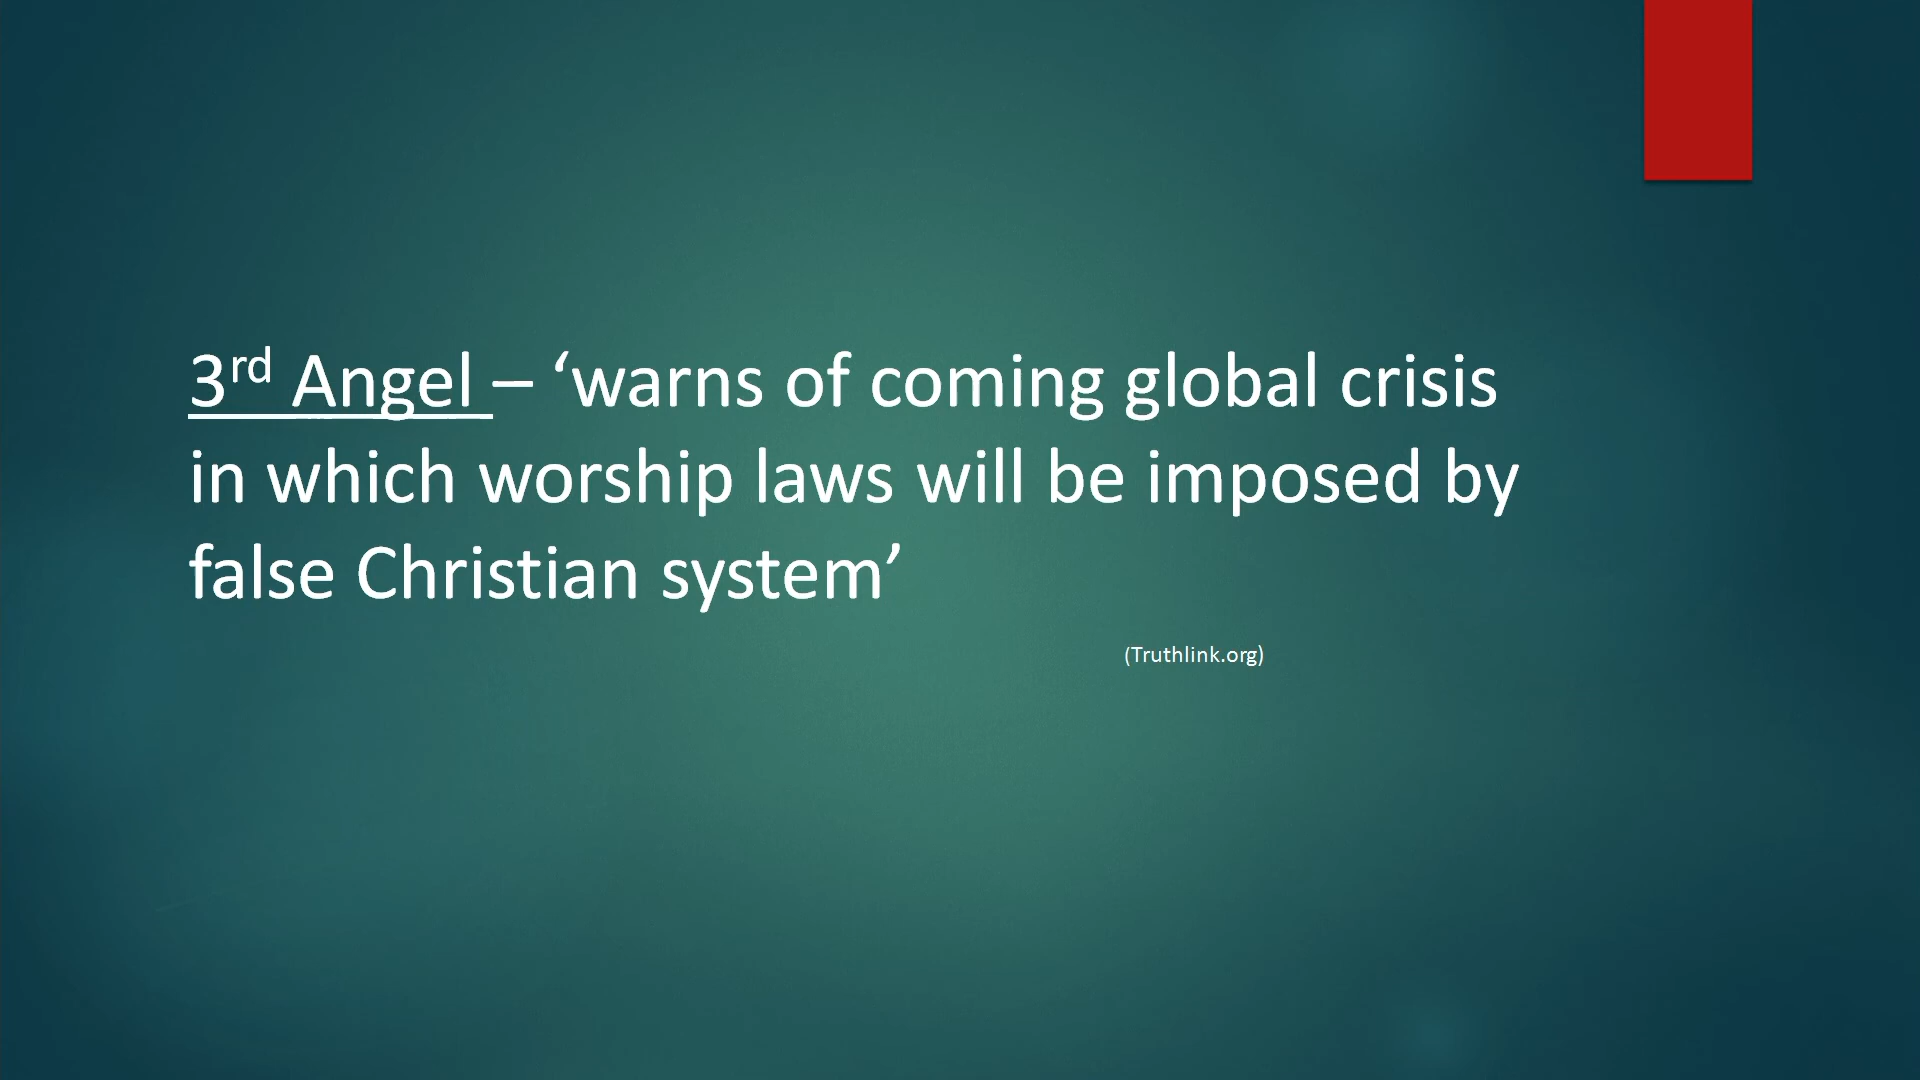 3rd Angel – ‘warns of coming global crisis
in which worship laws will be imposed by
false Christian system’
(Truthlink.org)